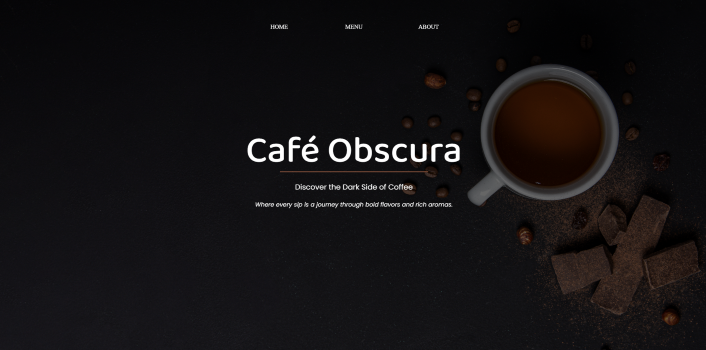 HOME MENU ABOUT
Café Obscura
Discover the Dark Side of Coffee
Where every sip is a journey through bold flavors and rich aromas.